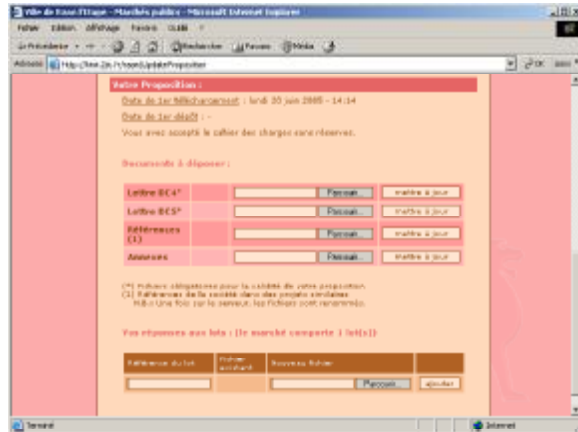 Ville de - Marchés publics - Microsoft Internet Explorer
Fichier Edition Affichage Favoris Outils ?
Précédente Rechercher Favoris Média
Adresse OK
Votre Proposition :
Date de 1er téléchargement : lundi 20 juin 2005 - 14:14
Date de 1er dépôt : -
Vous avez accepté le cahier des charges sans réserves.
Documents à déposer :
Lettre DC4* Parcourir... mettre à jour
Lettre DC5* Parcourir... mettre à jour
Références (1) Parcourir... mettre à jour
Annexes Parcourir... mettre à jour
(*) Fichiers obligatoires pour la validité de votre proposition
(1) Références de la société dans des projets similaires
N.B.: Une fois sur le serveur, les fichiers sont renommés.
Vos réponses aux lots : (le marché comporte 1 lot(s))
Référence du lot Fichier existant Nouveau fichier
Parcourir... ajouter
Terminé Internet